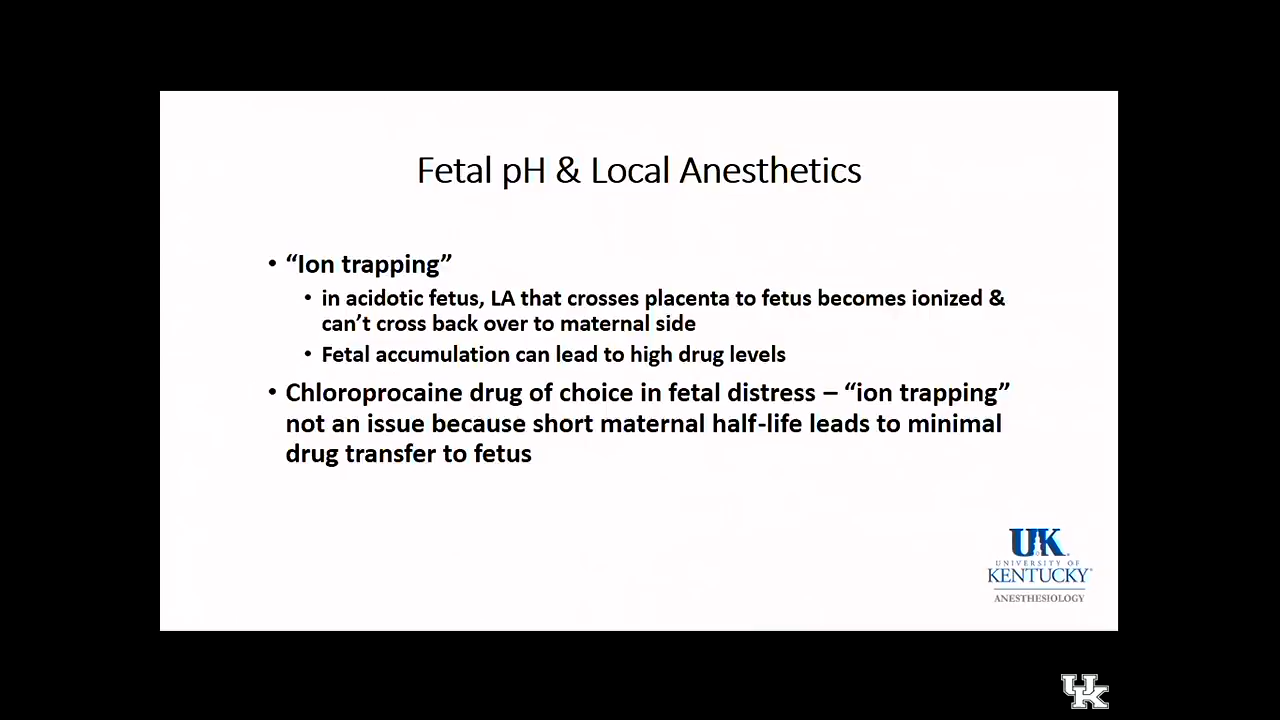 Fetal pH & Local Anesthetics
• “Ion trapping”
• in acidotic fetus, LA that crosses placenta to fetus becomes ionized &
can’t cross back over to maternal side
• Fetal accumulation can lead to high drug levels
• Chloroprocaine drug of choice in fetal distress – “ion trapping”
not an issue because short maternal half-life leads to minimal
drug transfer to fetus
UK
UNIVERSITY OF
KENTUCKY®
ANESTHESIOLOGY
UK